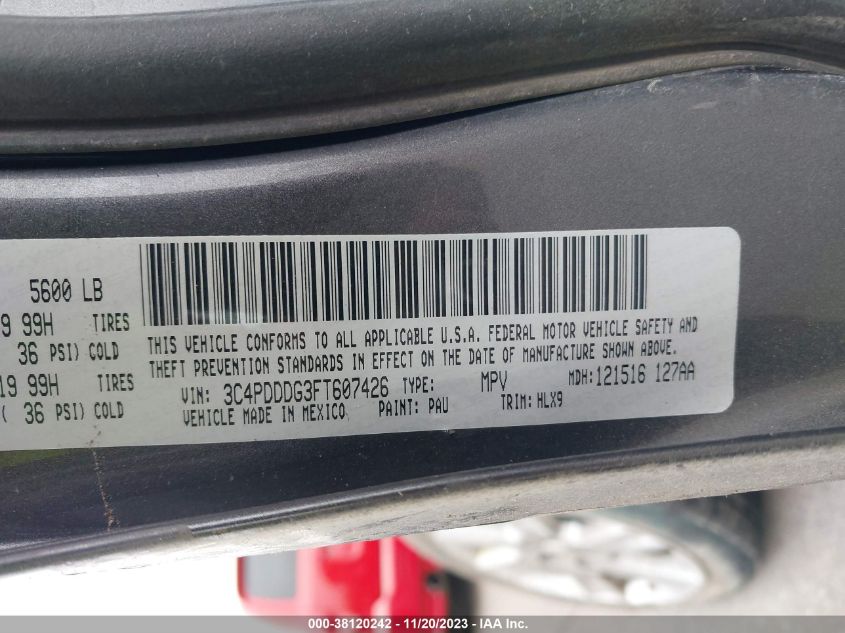 5600 LB
9 99H TIRES
36 PSI) COLD
19 99H TIRES
( 36 PSI) COLD
THIS VEHICLE CONFORMS TO ALL APPLICABLE U.S.A. FEDERAL MOTOR VEHICLE SAFETY AND
THEFT PREVENTION STANDARDS IN EFFECT ON THE DATE OF MANUFACTURE SHOWN ABOVE.
VIN: 3C4PDDDG3FT607426 TYPE: MPV MDH:121516 127AA
VEHICLE MADE IN MEXICO PAINT: PAU TRIM: HLX9
000-38120242 - 11/20/2023 - IAA Inc.